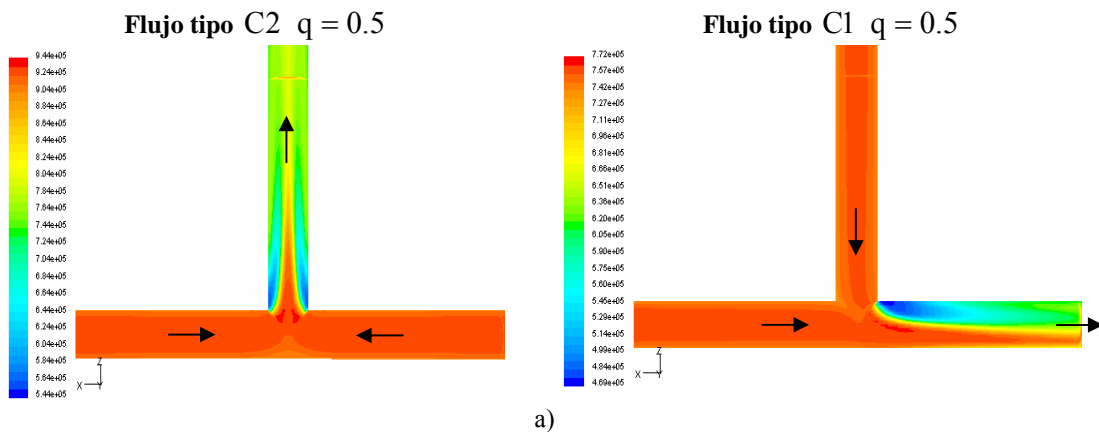 Flujo tipo C2 q = 0.5
9.44e+05
9.24e+05
9.04e+05
8.84e+05
8.64e+05
8.44e+05
8.24e+05
8.04e+05
7.84e+05
7.64e+05
7.44e+05
7.24e+05
7.04e+05
6.84e+05
6.64e+05
6.44e+05
6.24e+05
6.04e+05
5.84e+05
5.64e+05
5.44e+05
Z
X Y
Flujo tipo C1 q = 0.5
7.72e+05
7.57e+05
7.42e+05
7.27e+05
7.11e+05
6.96e+05
6.81e+05
6.66e+05
6.51e+05
6.36e+05
6.20e+05
6.05e+05
5.90e+05
5.75e+05
5.60e+05
5.45e+05
5.29e+05
5.14e+05
4.99e+05
4.84e+05
4.69e+05
Z
X Y
a)